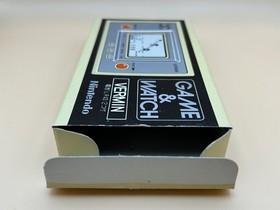 GAME
&
WATCH
VERMIN
Nintendo